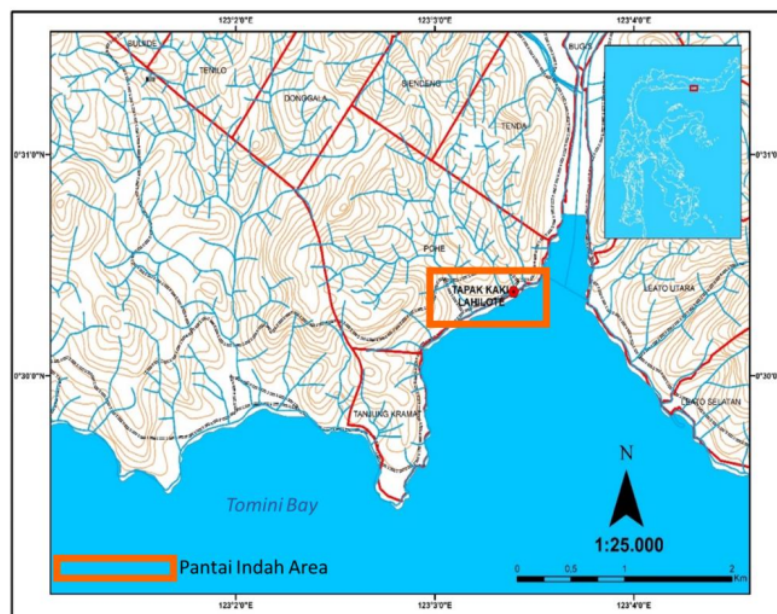 123°2'0"E
123°3'0"E
123°4'0"E
TENILO
DONGGALA
SIENDENG
TENDA
BUGIS
0°31'0"N
0°31'0"N
POHE
TAPAK KAKI
LAHILOTE
LEATO UTARA
0°30'0"N
0°30'0"N
TANJUNG KRAMAT
LEATO SELATAN
Tomini Bay
N
1:25.000
Pantai Indah Area
0
0,5
1
2
Km
123°2'0"E
123°3'0"E
123°4'0"E